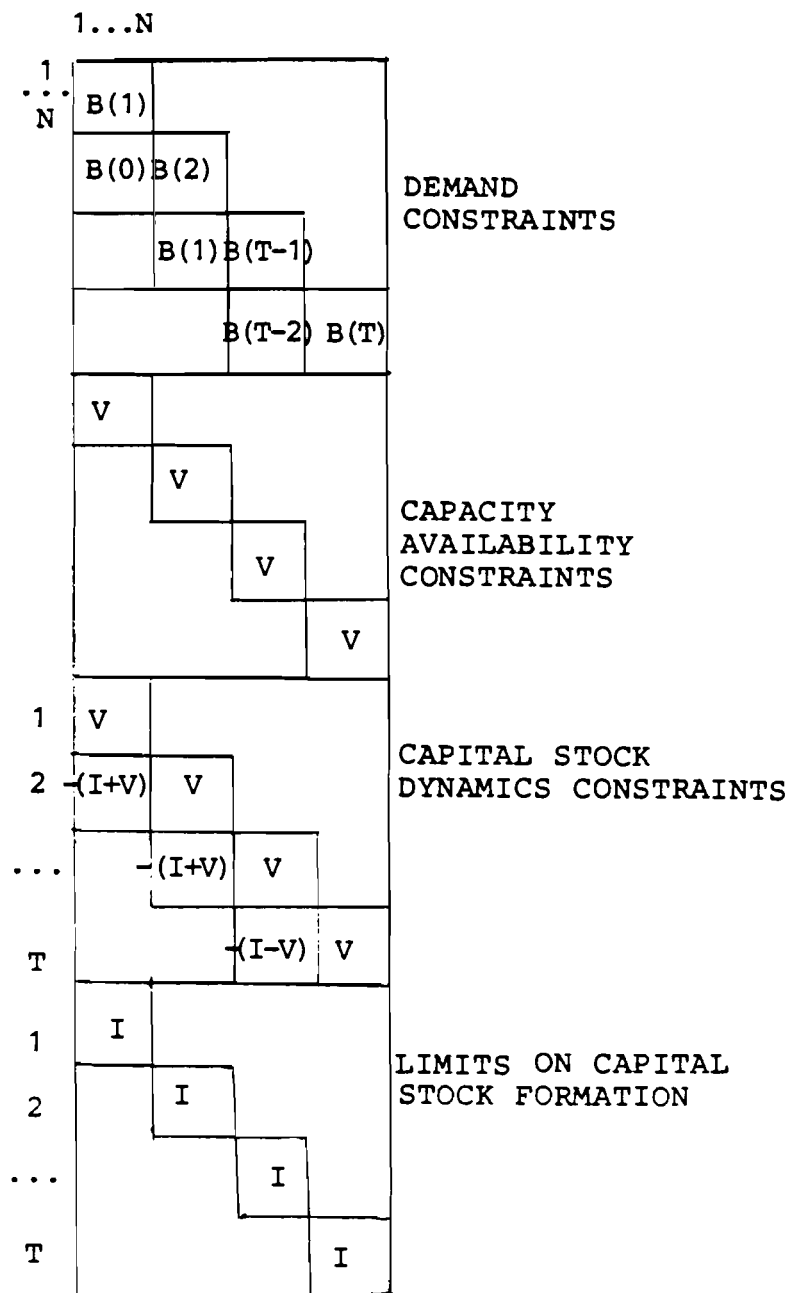 1...N
1
...
N
B(1)
B(0) B(2)
DEMAND
CONSTRAINTS
B(1) B(T-1)
B(T-2) B(T)
V
V
CAPACITY
AVAILABILITY
CONSTRAINTS
V
V
1 V
CAPITAL STOCK
DYNAMICS CONSTRAINTS
2 -(I+V) V
... -(I+V) V
T -(I-V) V
1 I
LIMITS ON CAPITAL
STOCK FORMATION
2 I
... I
T I